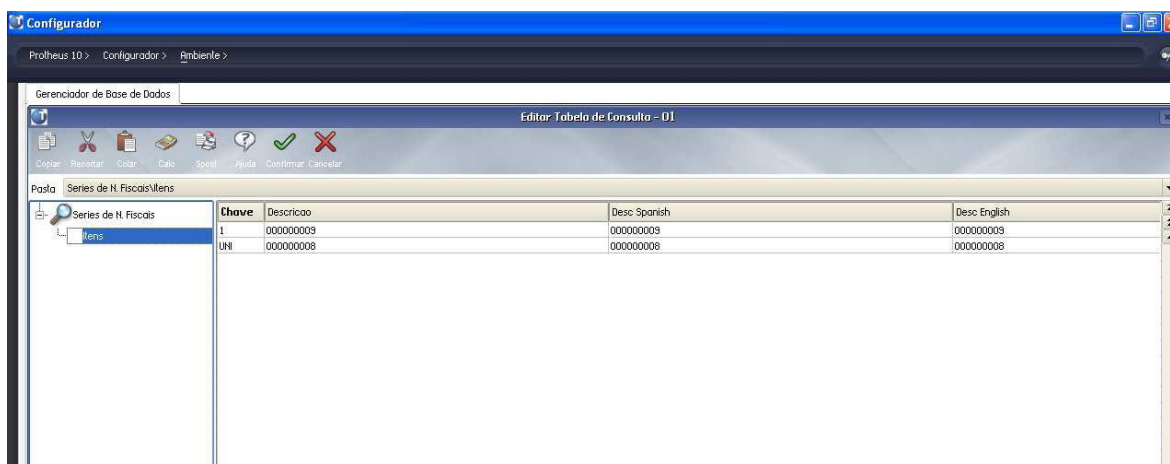 Configurador
Protheus 10 > Configurador > Ambiente >
Gerenciador de Base de Dados
Editar Tabela de Consulta - 01
Copiar Recortar Colar Calc Spool Ajuda Confirmar Cancelar
Pasta Series de N. Fiscais\Itens
Series de N. Fiscais
Itens
Chave Descricao Desc Spanish Desc English
1 000000009 000000009 000000009
UNI 000000008 000000008 000000008